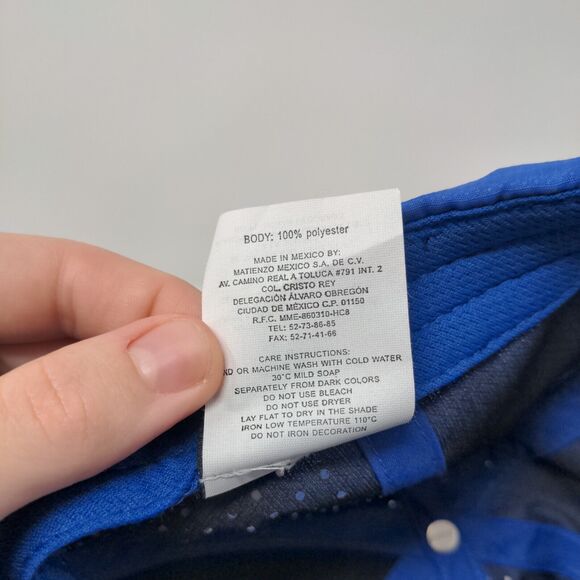 BODY: 100% polyester
MADE IN MEXICO BY:
MATIENZO MEXICO S.A. DE C.V.
AV. CAMINO REAL A TOLUCA #791 INT. 2
COL. CRISTO REY
DELEGACIÓN ÁLVARO OBREGÓN
CIUDAD DE MÉXICO C.P. 01150
R.F.C. MME-860310-HC8
TEL: 52-73-86-85
FAX: 52-71-41-66
CARE INSTRUCTIONS:
OR MACHINE WASH WITH COLD WATER
30°C MILD SOAP
SEPARATELY FROM DARK COLORS
DO NOT USE BLEACH
DO NOT USE DRYER
LAY FLAT TO DRY IN THE SHADE
IRON LOW TEMPERATURE 110°C
DO NOT IRON DECORATION